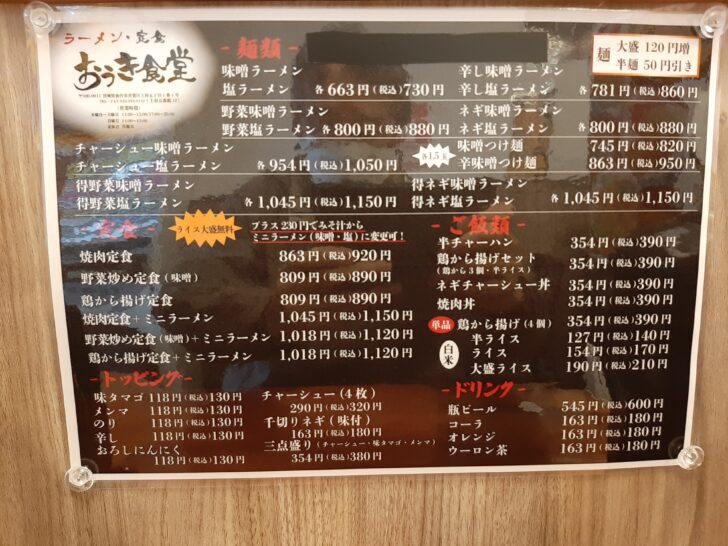 ラーメン・定食
おうき食堂
-麺類-
麺 大盛 120円増
半麺 50円引き
味噌ラーメン
塩ラーメン 各663円(税込)730円
辛し味噌ラーメン
辛し塩ラーメン 各781円(税込)860円
野菜味噌ラーメン
野菜塩ラーメン 各800円(税込)880円
ネギ味噌ラーメン
ネギ塩ラーメン 各800円(税込)880円
チャーシュー味噌ラーメン
チャーシュー塩ラーメン 各954円(税込)1,050円
各1.5玉
味噌つけ麺 745円(税込)820円
辛味噌つけ麺 863円(税込)950円
得野菜味噌ラーメン
得野菜塩ラーメン 各1,045円(税込)1,150円
得ネギ味噌ラーメン
得ネギ塩ラーメン 各1,045円(税込)1,150円
定食-
ライス大盛無料
プラス230円でみそ汁から
ミニラーメン(味噌・塩)に変更可!
焼肉定食 863円(税込)920円
野菜炒め定食(味噌) 809円(税込)890円
鶏から揚げ定食 809円(税込)890円
焼肉定食+ミニラーメン 1,045円(税込)1,150円
野菜炒め定食(味噌)+ミニラーメン 1,018円(税込)1,120円
鶏から揚げ定食+ミニラーメン 1,018円(税込)1,120円
-ご飯類-
半チャーハン 354円(税込)390円
鶏から揚げセット 354円(税込)390円
(鶏から3個・半ライス)
ネギチャーシュー丼 354円(税込)390円
焼肉丼 354円(税込)390円
単品 鶏から揚げ(4個) 354円(税込)390円
白米
半ライス 127円(税込)140円
ライス 154円(税込)170円
大盛ライス 190円(税込)210円
-トッピング-
味タマゴ 118円(税込)130円
メンマ 118円(税込)130円
のり 118円(税込)130円
辛し 118円(税込)130円
おろしにんにく
118円(税込)130円
チャーシュー(4枚)
290円(税込)320円
千切りネギ(味付)
163円(税込)180円
三点盛り(チャーシュー・味タマゴ・メンマ)
354円(税込)380円
-ドリンク-
瓶ビール 545円(税込)600円
コーラ 163円(税込)180円
オレンジ 163円(税込)180円
ウーロン茶 163円(税込)180円